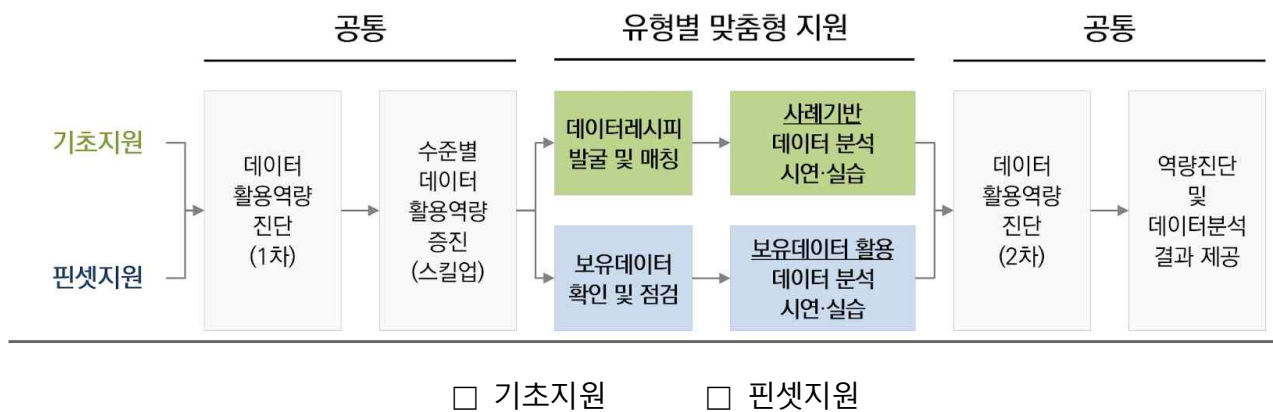 공통
유형별 맞춤형 지원
공통
기초지원
핀셋지원
데이터
활용역량
진단
(1차)
수준별
데이터
활용역량
증진
(스킬업)
데이터레시피
발굴 및 매칭
사례기반
데이터 분석
시연·실습
보유데이터
확인 및 점검
보유데이터 활용
데이터 분석
시연·실습
데이터
활용역량
진단
(2차)
역량진단
및
데이터분석
결과 제공
□ 기초지원 □ 핀셋지원